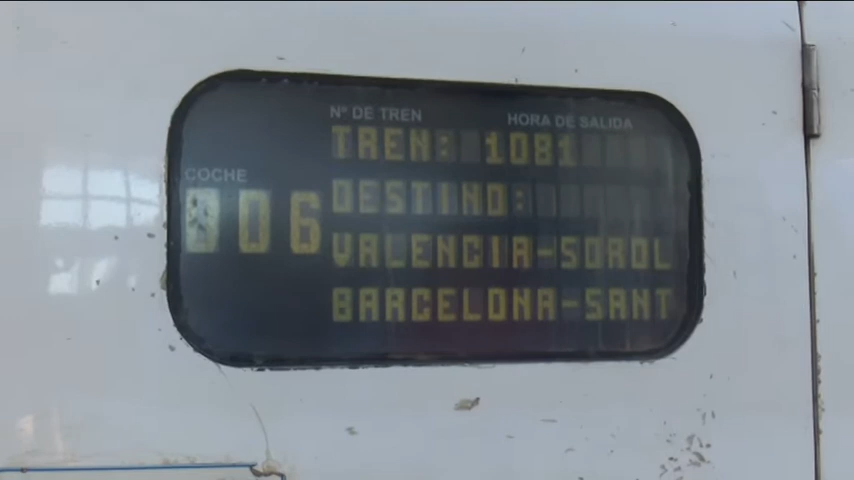 Nº DE TREN HORA DE SALIDA
TREN: 1081
COCHE
006
DESTINO:
VALENCIA-SOROL
BARCELONA-SANT